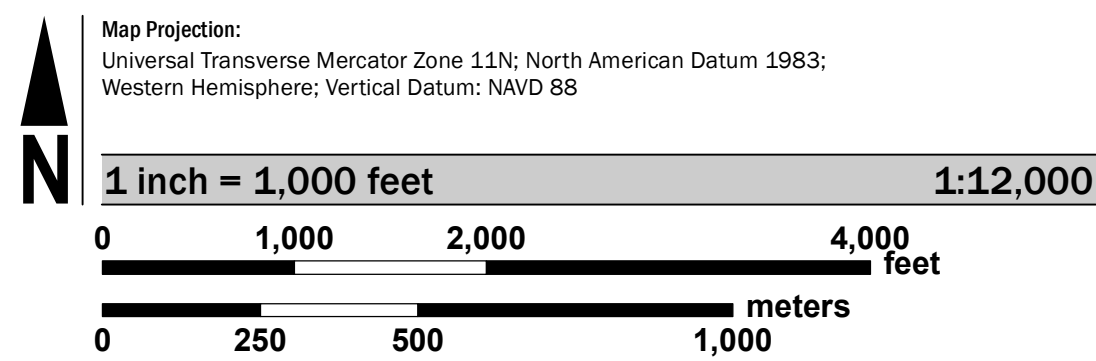 N
Map Projection:
Universal Transverse Mercator Zone 11N; North American Datum 1983;
Western Hemisphere; Vertical Datum: NAVD 88
1 inch = 1,000 feet 1:12,000
0 1,000 2,000 4,000
feet
meters
0 250 500 1,000